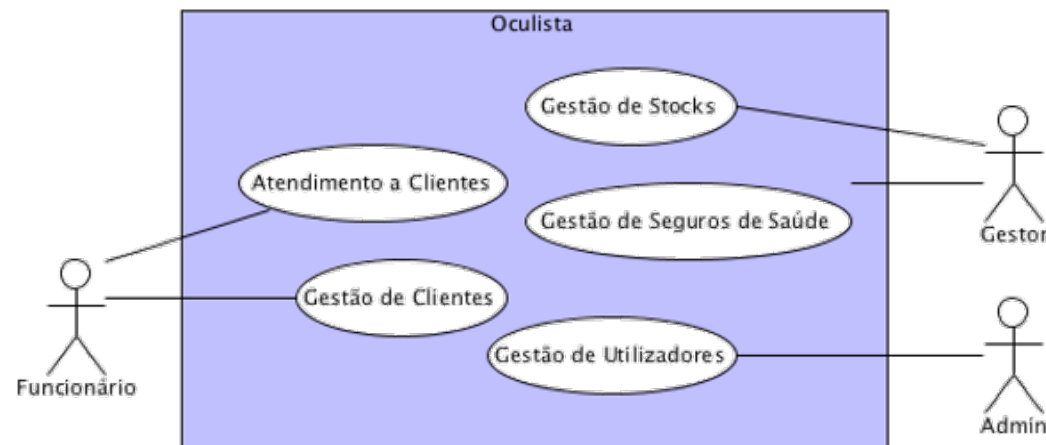 Oculista
Gestão de Stocks
Atendimento a Clientes
Gestão de Seguros de Saúde
Gestor
Gestão de Clientes
Gestão de Utilizadores
Funcionário
Admin